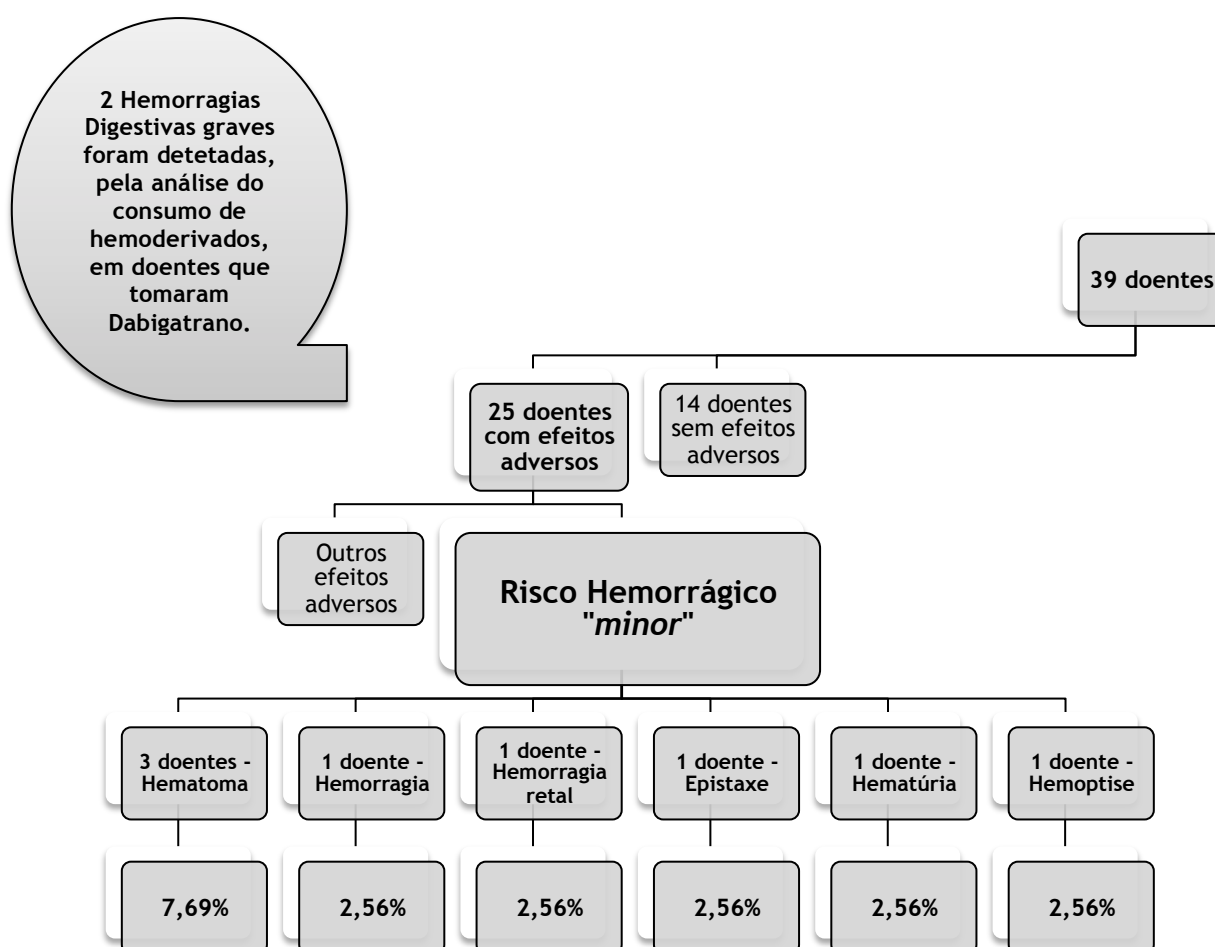 2 Hemorragias
Digestivas graves
foram detetadas,
pela análise do
consumo de
hemoderivados,
em doentes que
tomaram
Dabigatrano.
39 doentes
25 doentes
com efeitos
adversos
14 doentes
sem efeitos
adversos
Outros
efeitos
adversos
Risco Hemorrágico
"minor"
3 doentes -
Hematoma
1 doente -
Hemorragia
1 doente -
Hemorragia
retal
1 doente -
Epistaxe
1 doente -
Hematúria
1 doente -
Hemoptise
7,69%
2,56%
2,56%
2,56%
2,56%
2,56%